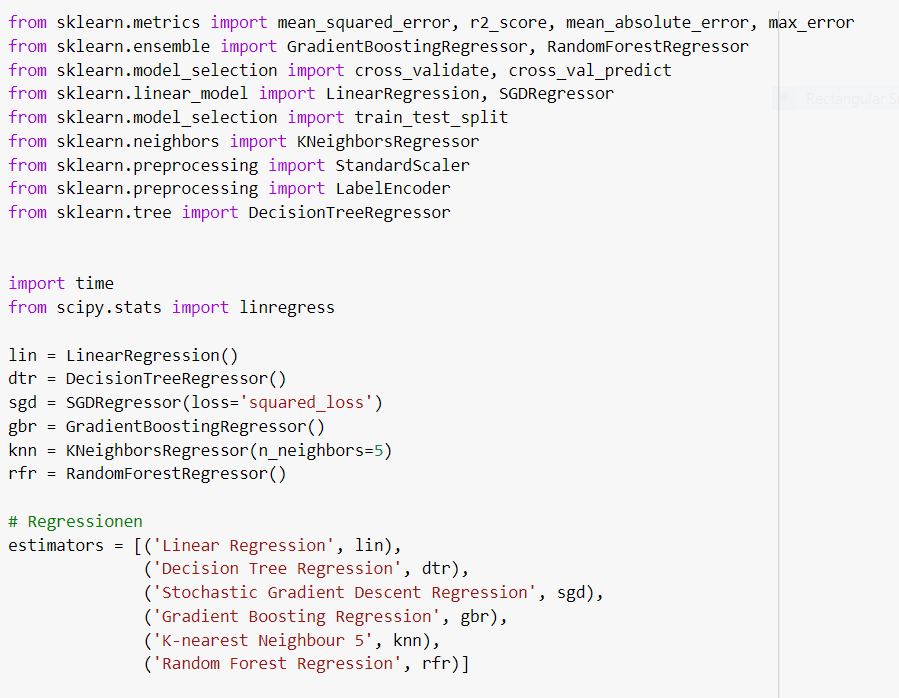 from sklearn.metrics import mean_squared_error, r2_score, mean_absolute_error, max_error
from sklearn.ensemble import GradientBoostingRegressor, RandomForestRegressor
from sklearn.model_selection import cross_validate, cross_val_predict
from sklearn.linear_model import LinearRegression, SGDRegressor
Rectangular
from sklearn.model_selection import train_test_split
from sklearn.neighbors import KNeighborsRegressor
from sklearn.preprocessing import StandardScaler
from sklearn.preprocessing import LabelEncoder
from sklearn.tree import DecisionTreeRegressor
import time
from scipy.stats import linregress
lin = LinearRegression()
dtr = DecisionTreeRegressor()
sgd = SGDRegressor(loss='squared_loss')
gbr = GradientBoostingRegressor()
knn = KNeighborsRegressor(n_neighbors=5)
rfr = RandomForestRegressor()
# Regressionen
estimators = [('Linear Regression', lin),
('Decision Tree Regression', dtr),
('Stochastic Gradient Descent Regression', sgd),
('Gradient Boosting Regression', gbr),
('K-nearest Neighbour 5', knn),
('Random Forest Regression', rfr)]